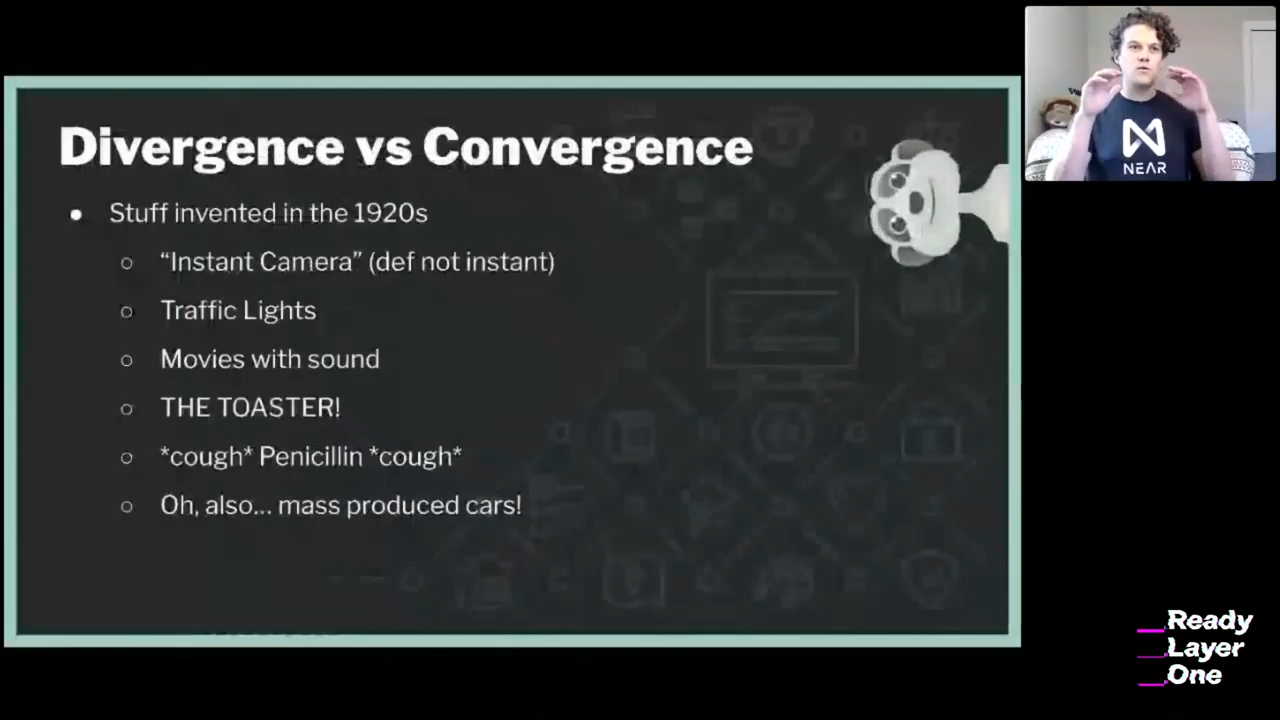 Divergence vs Convergence
● Stuff invented in the 1920s
○ “Instant Camera” (def not instant)
○ Traffic Lights
○ Movies with sound
○ THE TOASTER!
○ *cough* Penicillin *cough*
○ Oh, also... mass produced cars!
NEAR
Ready
Layer
One